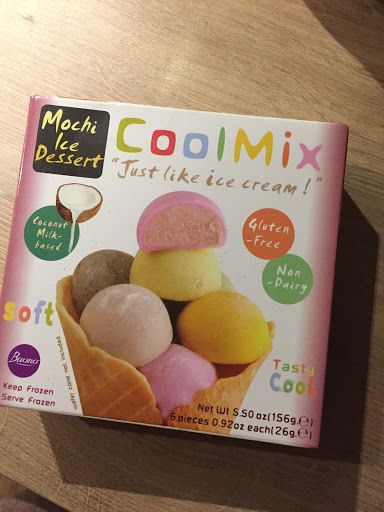 Mochi
Ice
Dessert
CoolMix
"Just like ice cream!"
Coconut
Milk-
based
Gluten
-Free
Non
-Dairy
soft
Buono
Keep Frozen
Serve Frozen
wafer cone not included
Tasty
Cool
Net Wt 5.50 oz(156g.℮)
6 pieces 0.92oz each(26g.℮)